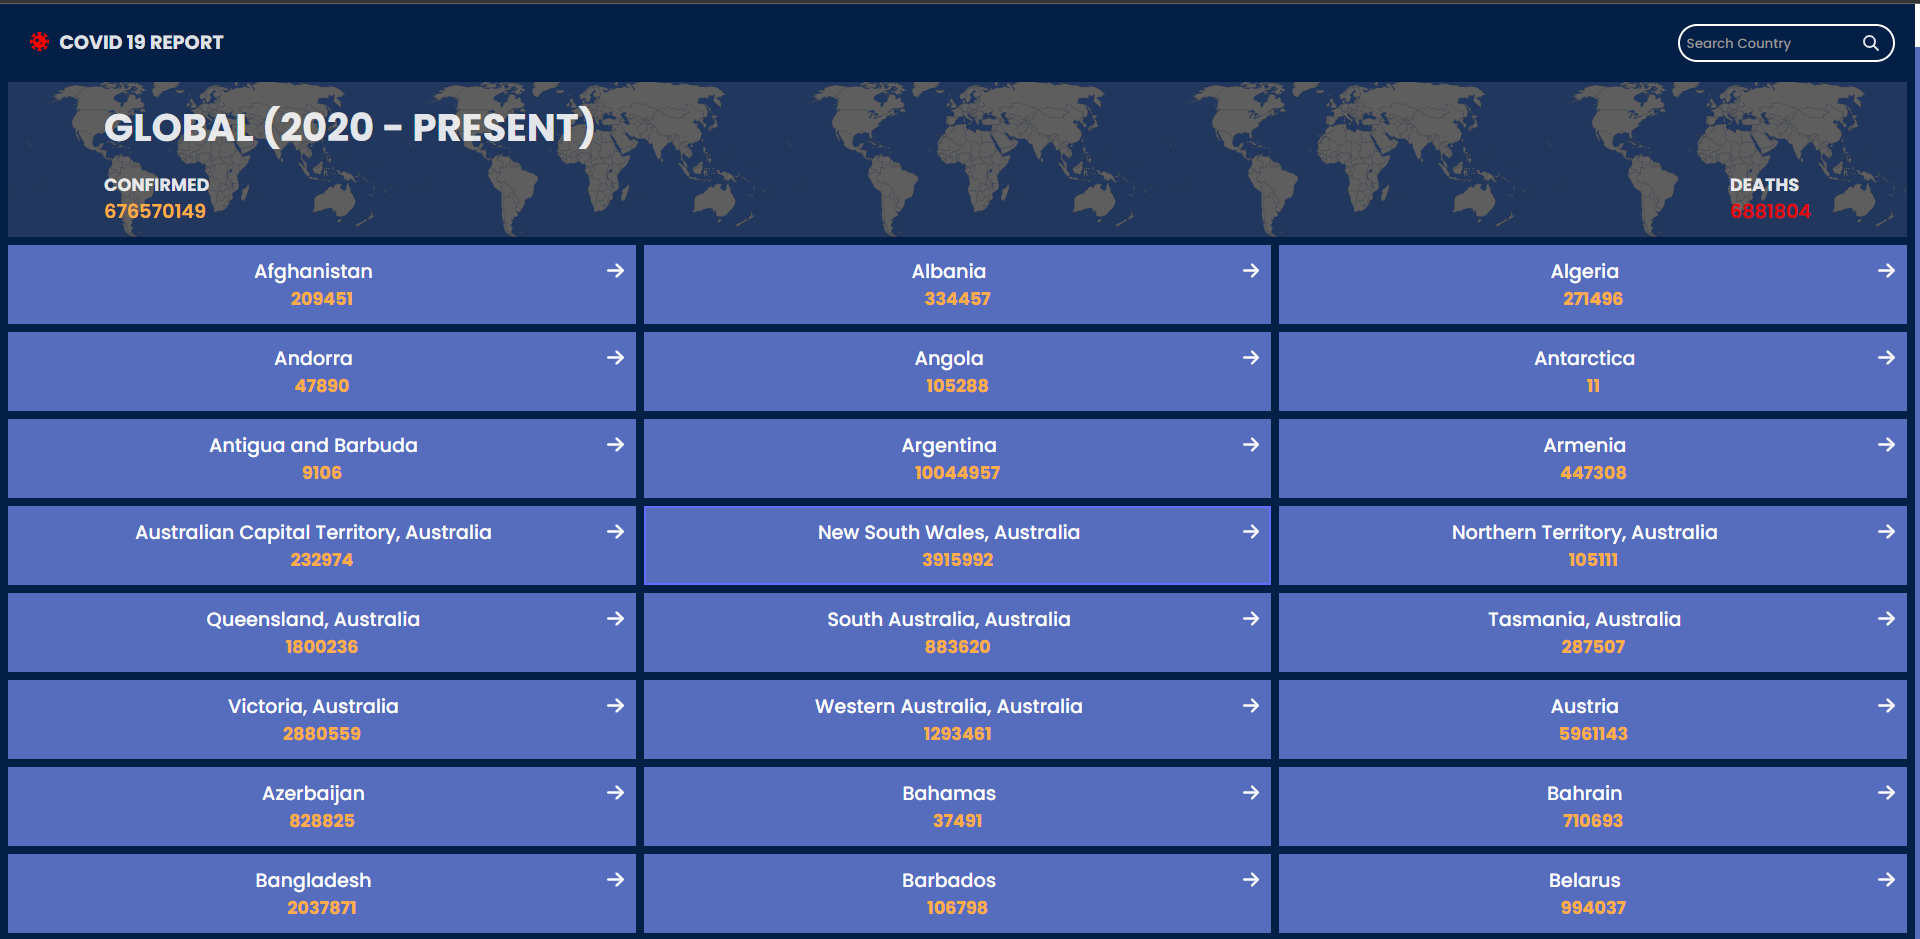 COVID 19 REPORT
Search Country
GLOBAL (2020 - PRESENT)
CONFIRMED
676570149
DEATHS
6881804
Afghanistan
209451
Albania
334457
Algeria
271496
Andorra
47890
Angola
105288
Antarctica
11
Antigua and Barbuda
9106
Argentina
10044957
Armenia
447308
Australian Capital Territory, Australia
232974
New South Wales, Australia
3915992
Northern Territory, Australia
105111
Queensland, Australia
1800236
South Australia, Australia
883620
Tasmania, Australia
287507
Victoria, Australia
2880559
Western Australia, Australia
1293461
Austria
5961143
Azerbaijan
828825
Bahamas
37491
Bahrain
710693
Bangladesh
2037871
Barbados
106798
Belarus
994037